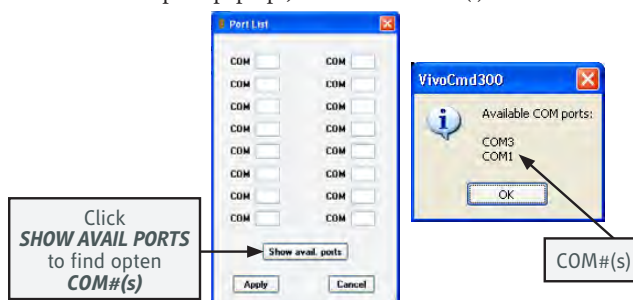 Port List
COM COM
COM COM
COM COM
COM COM
COM COM
COM COM
COM COM
COM COM
Show avail. ports
Apply Cancel
VivoCmd300
Available COM ports:
COM3
COM1
OK
Click
SHOW AVAIL PORTS
to find opten
COM#(s)
COM#(s)